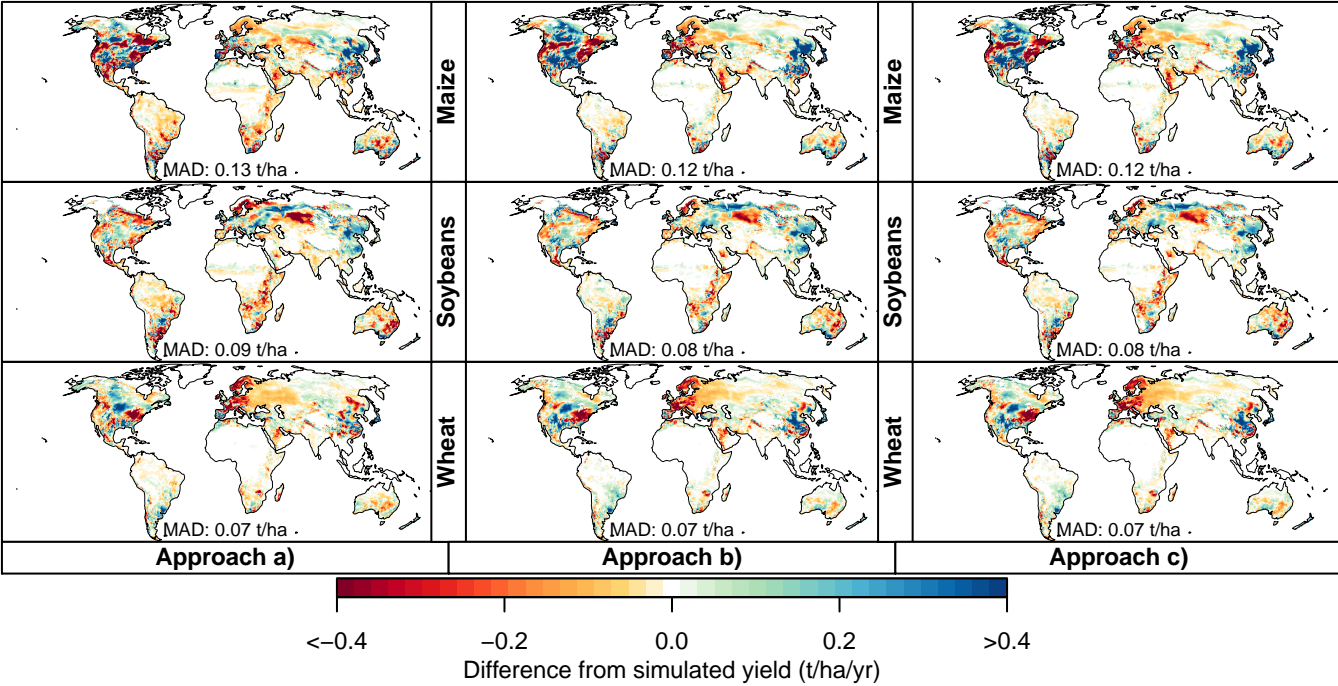 MAD: 0.13 t/ha
Maize
MAD: 0.12 t/ha
Maize
MAD: 0.12 t/ha
MAD: 0.09 t/ha
Soybeans
MAD: 0.08 t/ha
Soybeans
MAD: 0.08 t/ha
MAD: 0.07 t/ha
Wheat
MAD: 0.07 t/ha
Wheat
MAD: 0.07 t/ha
Approach a)
Approach b)
Approach c)
<−0.4
−0.2
0.0
0.2
>0.4
Difference from simulated yield (t/ha/yr)